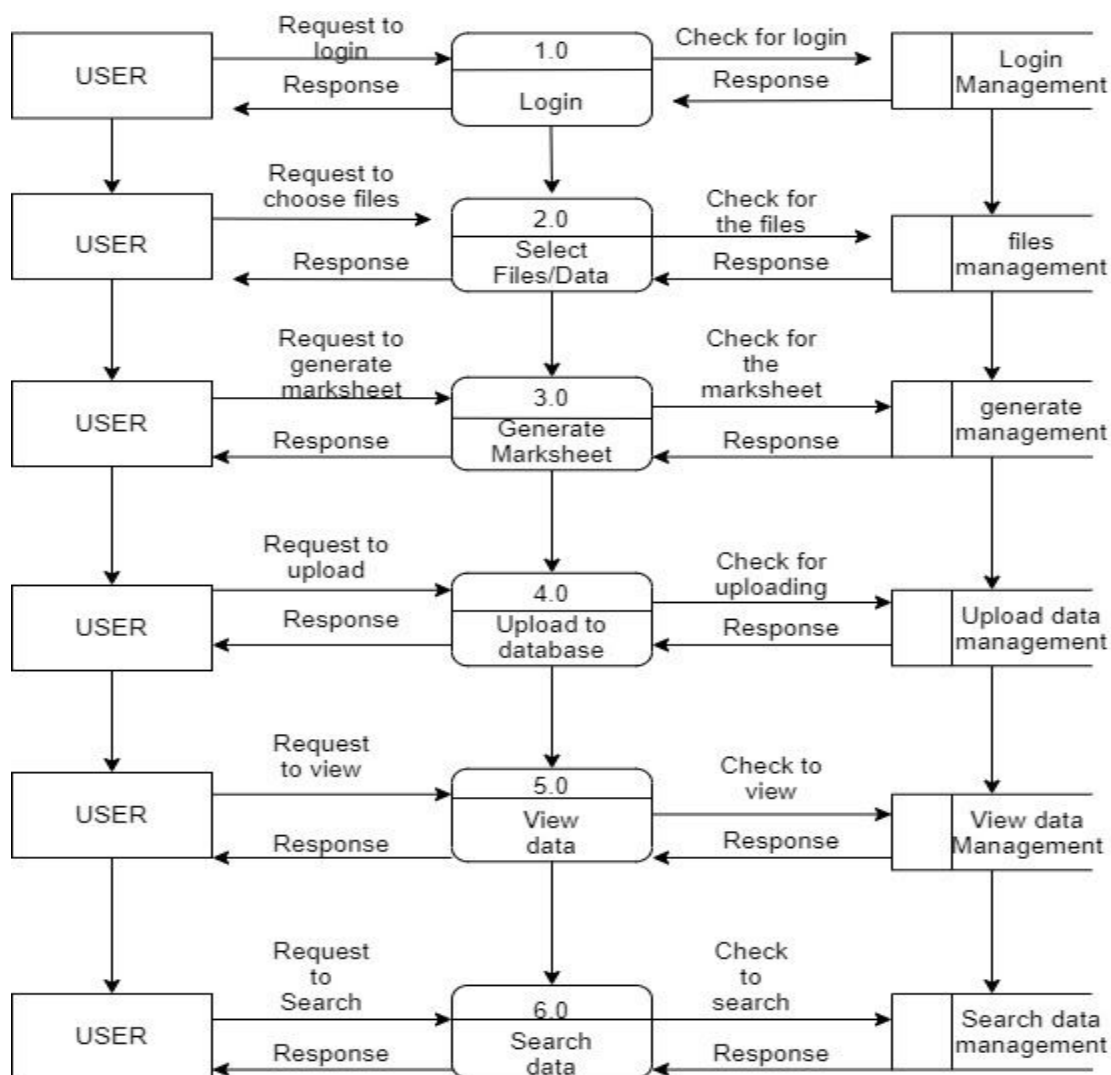 Request to
login
Response
USER
1.0
Login
Check for login
Response
Login
Management
Request to
choose files
Response
USER
2.0
Select
Files/Data
Check for
the files
Response
files
management
Request to
generate
marksheet
Response
USER
3.0
Generate
Marksheet
Check for
the
marksheet
Response
generate
management
Request to
upload
Response
USER
4.0
Upload to
database
Check for
uploading
Response
Upload data
management
Request
to view
Response
USER
5.0
View
data
Check to
view
Response
View data
Management
Request
to
Search
Response
USER
6.0
Search
data
Check
to
search
Response
Search data
management